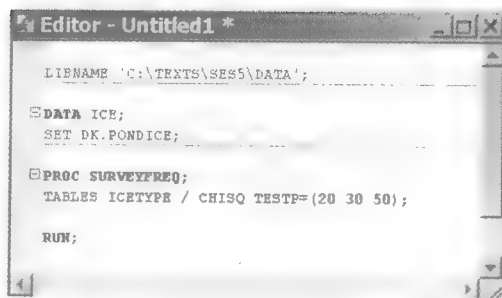 Editor - Untitled1 *
LIBNAME 'C:\TEXTS\SES5\DATA';
DATA ICE;
SET DK.PONDICE;
PROC SURVEYFREQ;
TABLES ICETYPE / CHISQ TESTP=(20 30 50);
RUN;